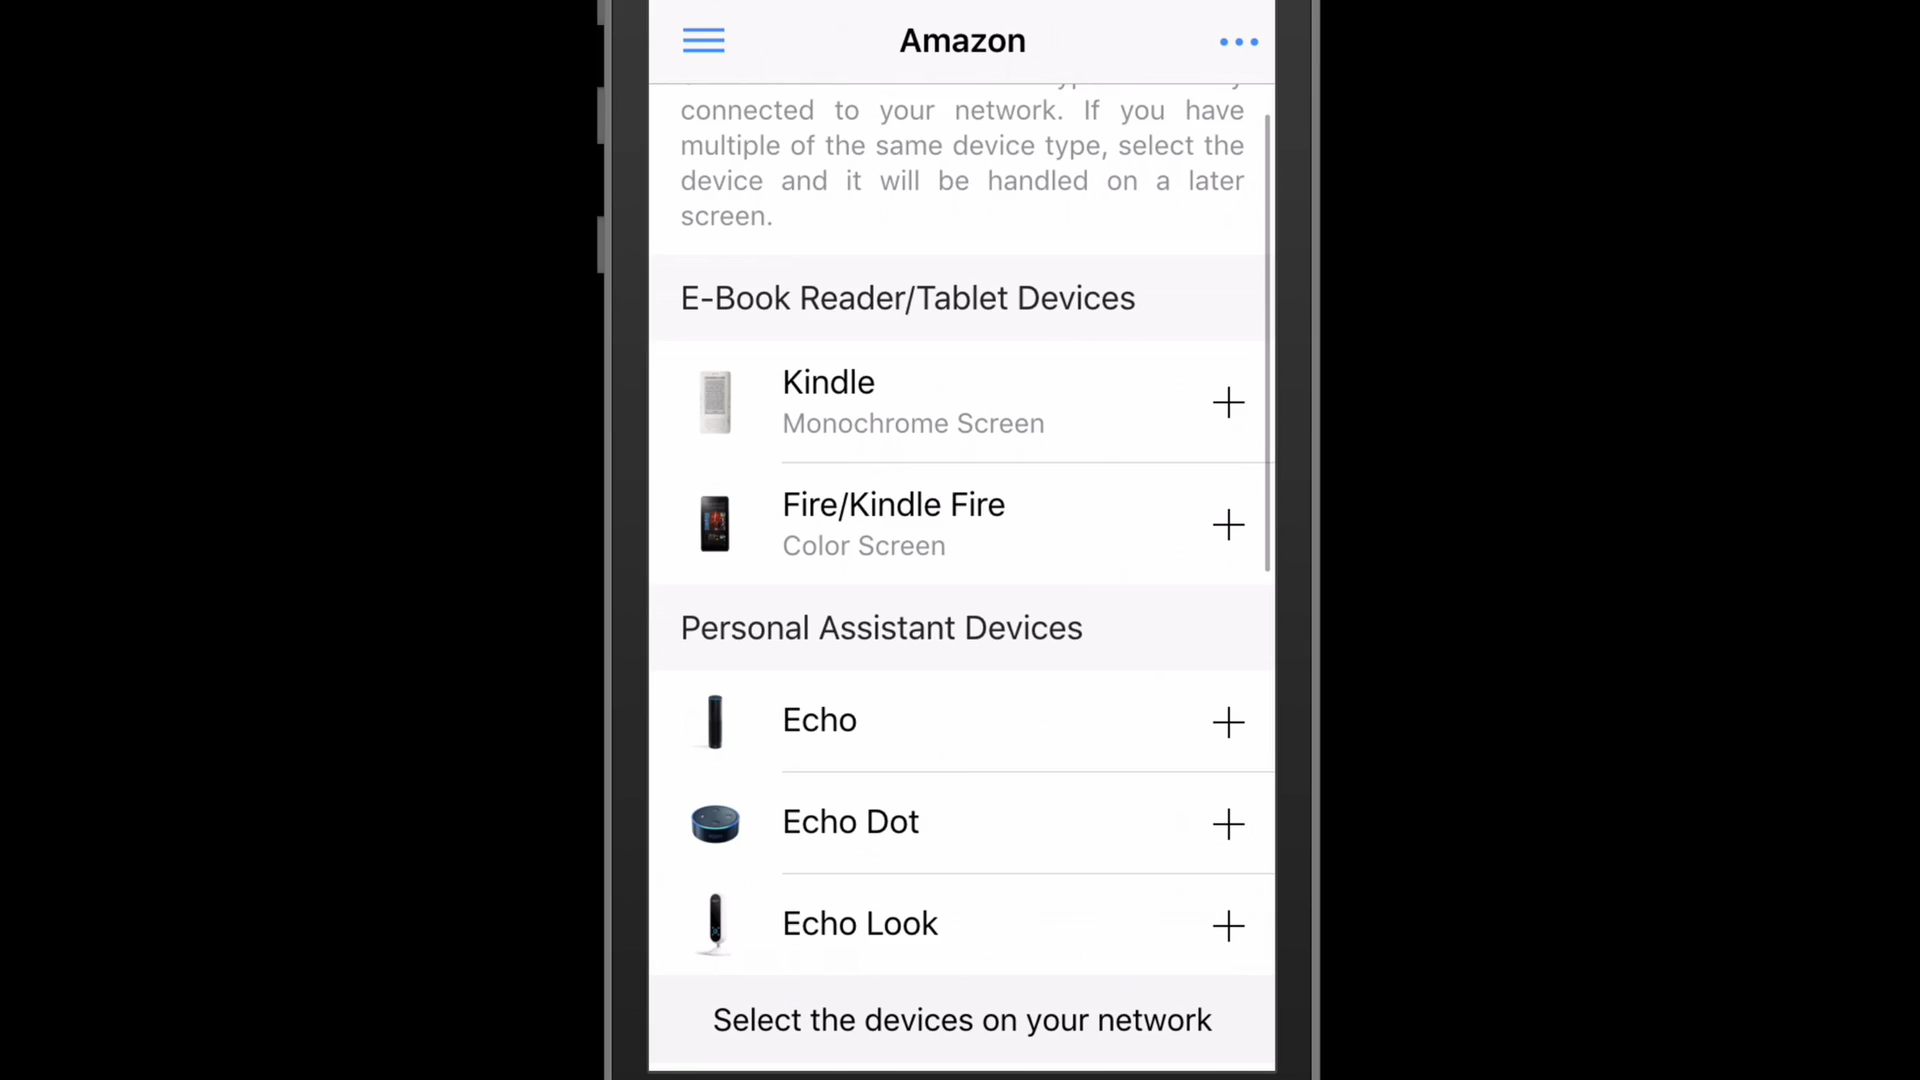 Amazon
connected to your network. If you have
multiple of the same device type, select the
device and it will be handled on a later
screen.
E-Book Reader/Tablet Devices
Kindle
Monochrome Screen
Fire/Kindle Fire
Color Screen
Personal Assistant Devices
Echo
Echo Dot
Echo Look
Select the devices on your network